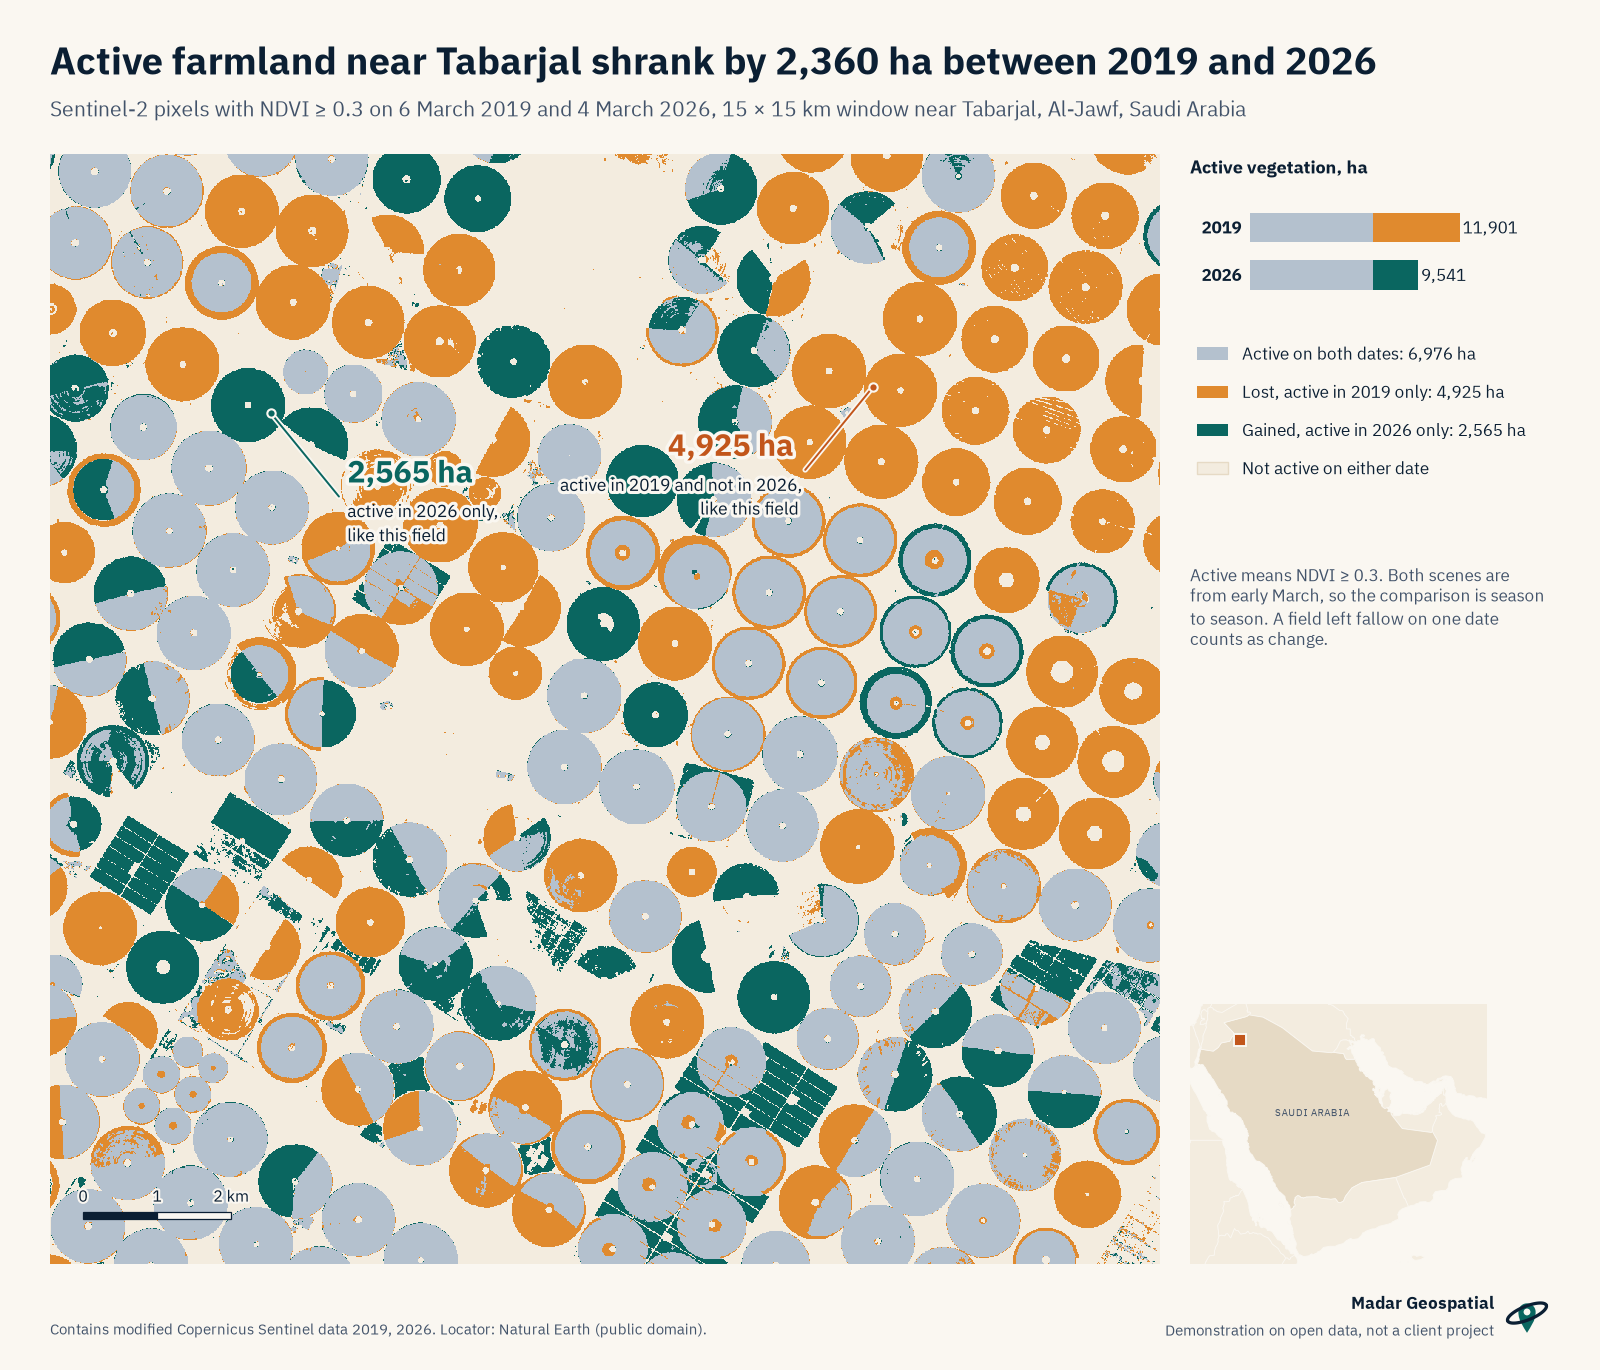 Active farmland near Tabarjal shrank by 2,360 ha between 2019 and 2026
Sentinel-2 pixels with NDVI ≥ 0.3 on 6 March 2019 and 4 March 2026, 15 × 15 km window near Tabarjal, Al-Jawf, Saudi Arabia
2,565 ha
active in 2026 only,
like this field
4,925 ha
active in 2019 and not in 2026,
like this field
0 1 2 km
Active vegetation, ha
2019 11,901
2026 9,541
Active on both dates: 6,976 ha
Lost, active in 2019 only: 4,925 ha
Gained, active in 2026 only: 2,565 ha
Not active on either date
Active means NDVI ≥ 0.3. Both scenes are
from early March, so the comparison is season
to season. A field left fallow on one date
counts as change.
SAUDI ARABIA
Madar Geospatial
Demonstration on open data, not a client project
Contains modified Copernicus Sentinel data 2019, 2026. Locator: Natural Earth (public domain).